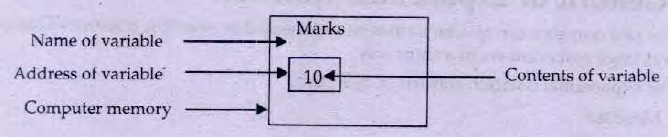 Marks
Name of variable
Address of variable
10
Contents of variable
Computer memory